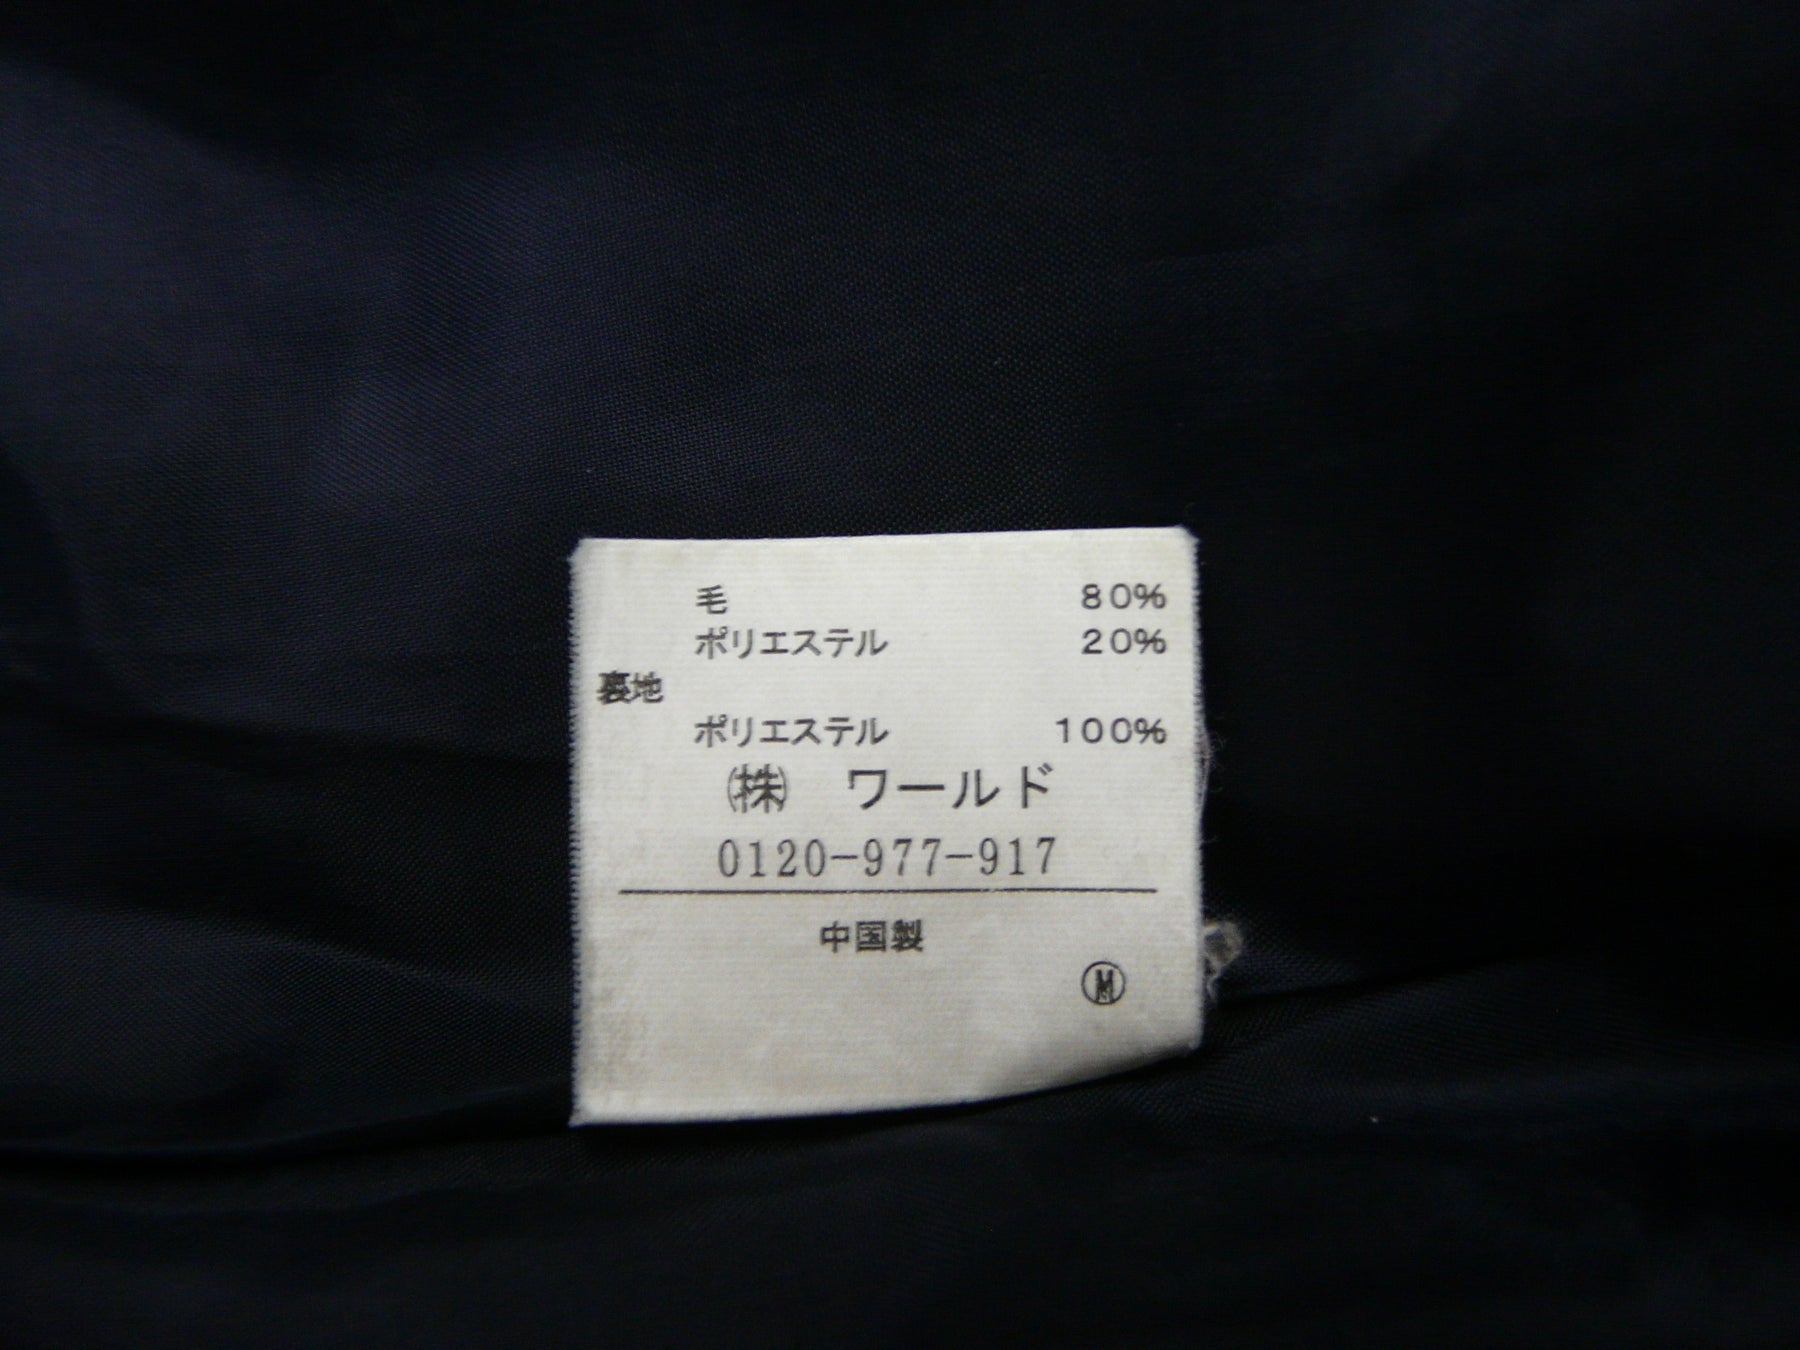 毛 80%
ポリエステル 20%
裏地
ポリエステル 100%
㈱ ワールド
0120-977-917
中国製
Ⓜ